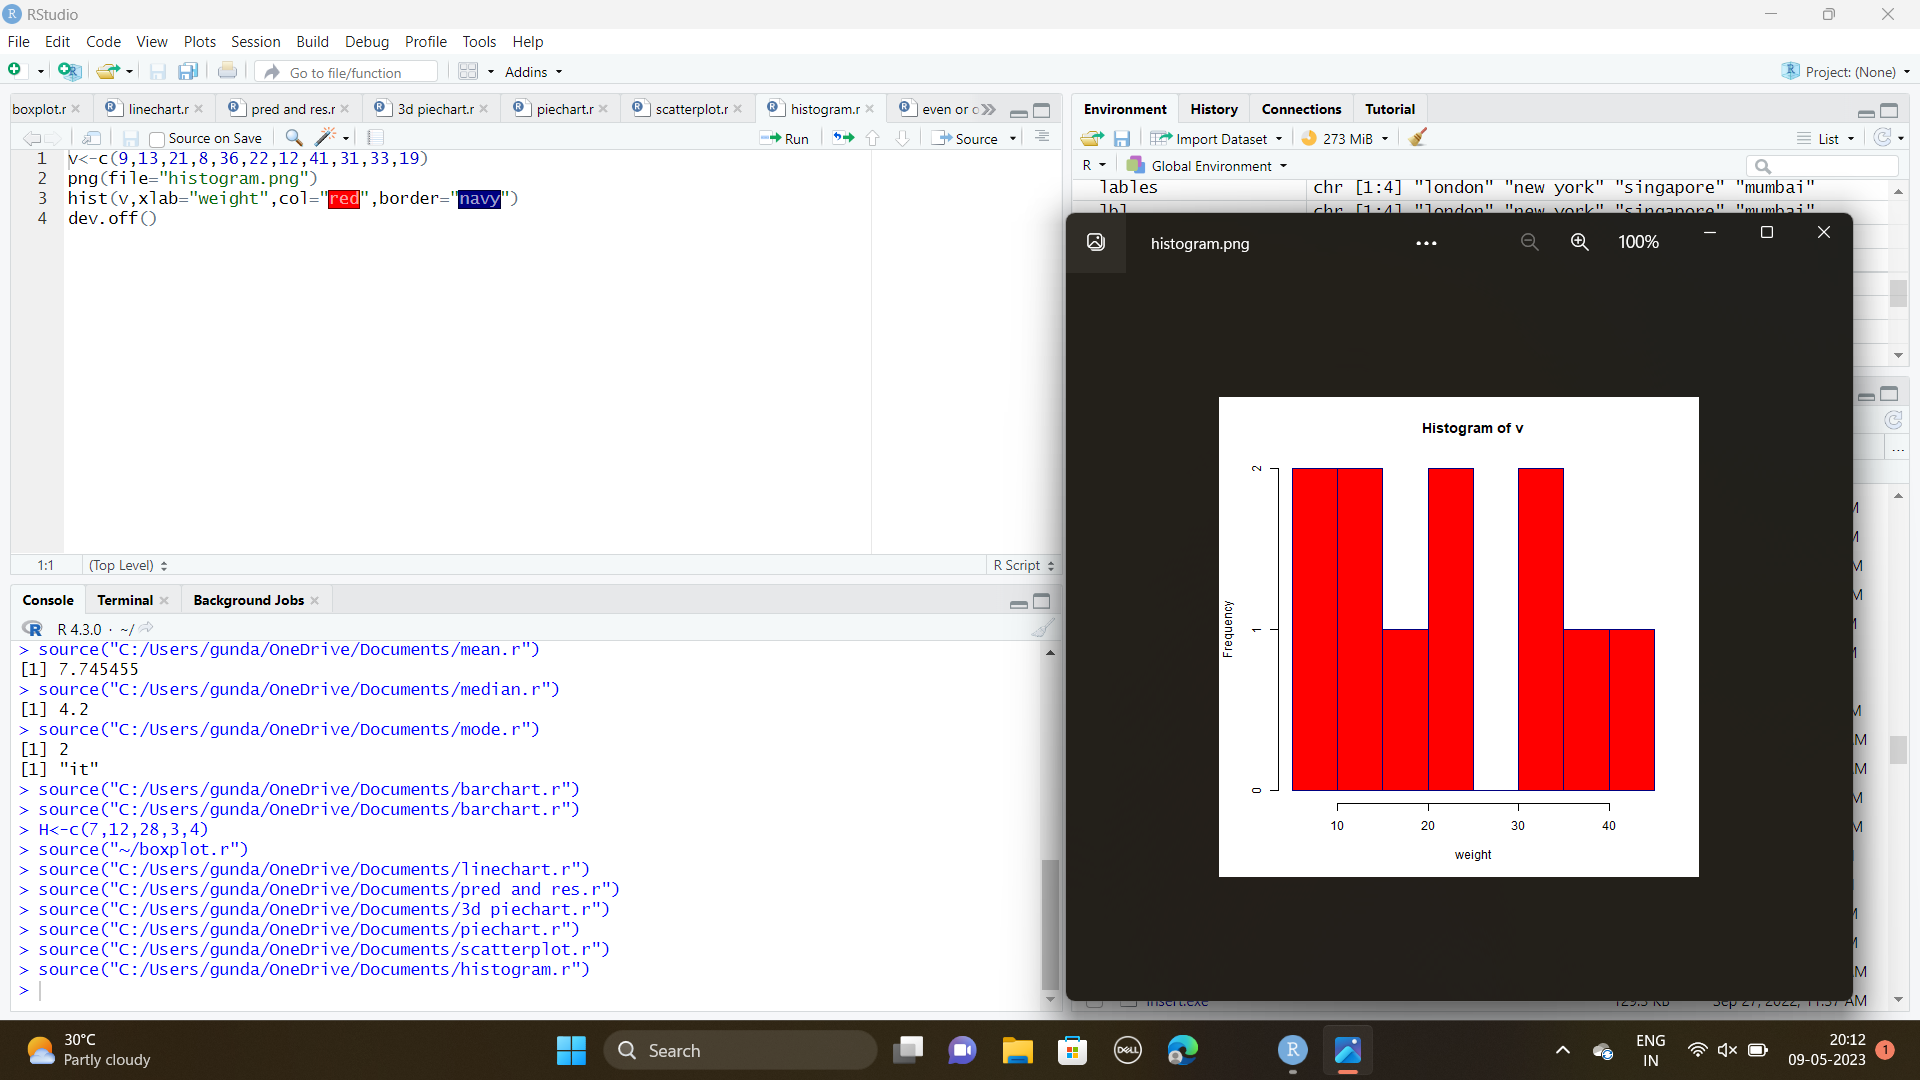 RStudio
File Edit Code View Plots Session Build Debug Profile Tools Help
Go to file/function Addins Project: (None)
boxplot.r linechart.r pred and res.r 3d piechart.r piechart.r scatterplot.r histogram.r even or o
Source on Save Run Source
1 v<-c(9,13,21,8,36,22,12,41,31,33,19)
2 png(file="histogram.png")
3 hist(v,xlab="weight",col="red",border="navy")
4 dev.off()
1:1 (Top Level) R Script
Console Terminal Background Jobs
R 4.3.0 · ~/
> source("C:/Users/gunda/OneDrive/Documents/mean.r")
[1] 7.745455
> source("C:/Users/gunda/OneDrive/Documents/median.r")
[1] 4.2
> source("C:/Users/gunda/OneDrive/Documents/mode.r")
[1] 2
[1] "it"
> source("C:/Users/gunda/OneDrive/Documents/barchart.r")
> source("C:/Users/gunda/OneDrive/Documents/barchart.r")
> H<-c(7,12,28,3,4)
> source("~/boxplot.r")
> source("C:/Users/gunda/OneDrive/Documents/linechart.r")
> source("C:/Users/gunda/OneDrive/Documents/pred and res.r")
> source("C:/Users/gunda/OneDrive/Documents/3d piechart.r")
> source("C:/Users/gunda/OneDrive/Documents/piechart.r")
> source("C:/Users/gunda/OneDrive/Documents/scatterplot.r")
> source("C:/Users/gunda/OneDrive/Documents/histogram.r")
>
Environment History Connections Tutorial
Import Dataset 273 MiB List
R Global Environment
lables chr [1:4] "london" "new york" "singapore" "mumbai"
lbl chr [1:4] "london" "new york" "singapore" "mumbai"
histogram.png 100%
Histogram of v
Frequency
2
1
0
10 20 30 40
weight
insert.exe 129.5 KB Sep 27, 2022, 11:37 AM
30°C
Partly cloudy
Search
DELL
ENG
IN
20:12
09-05-2023
1